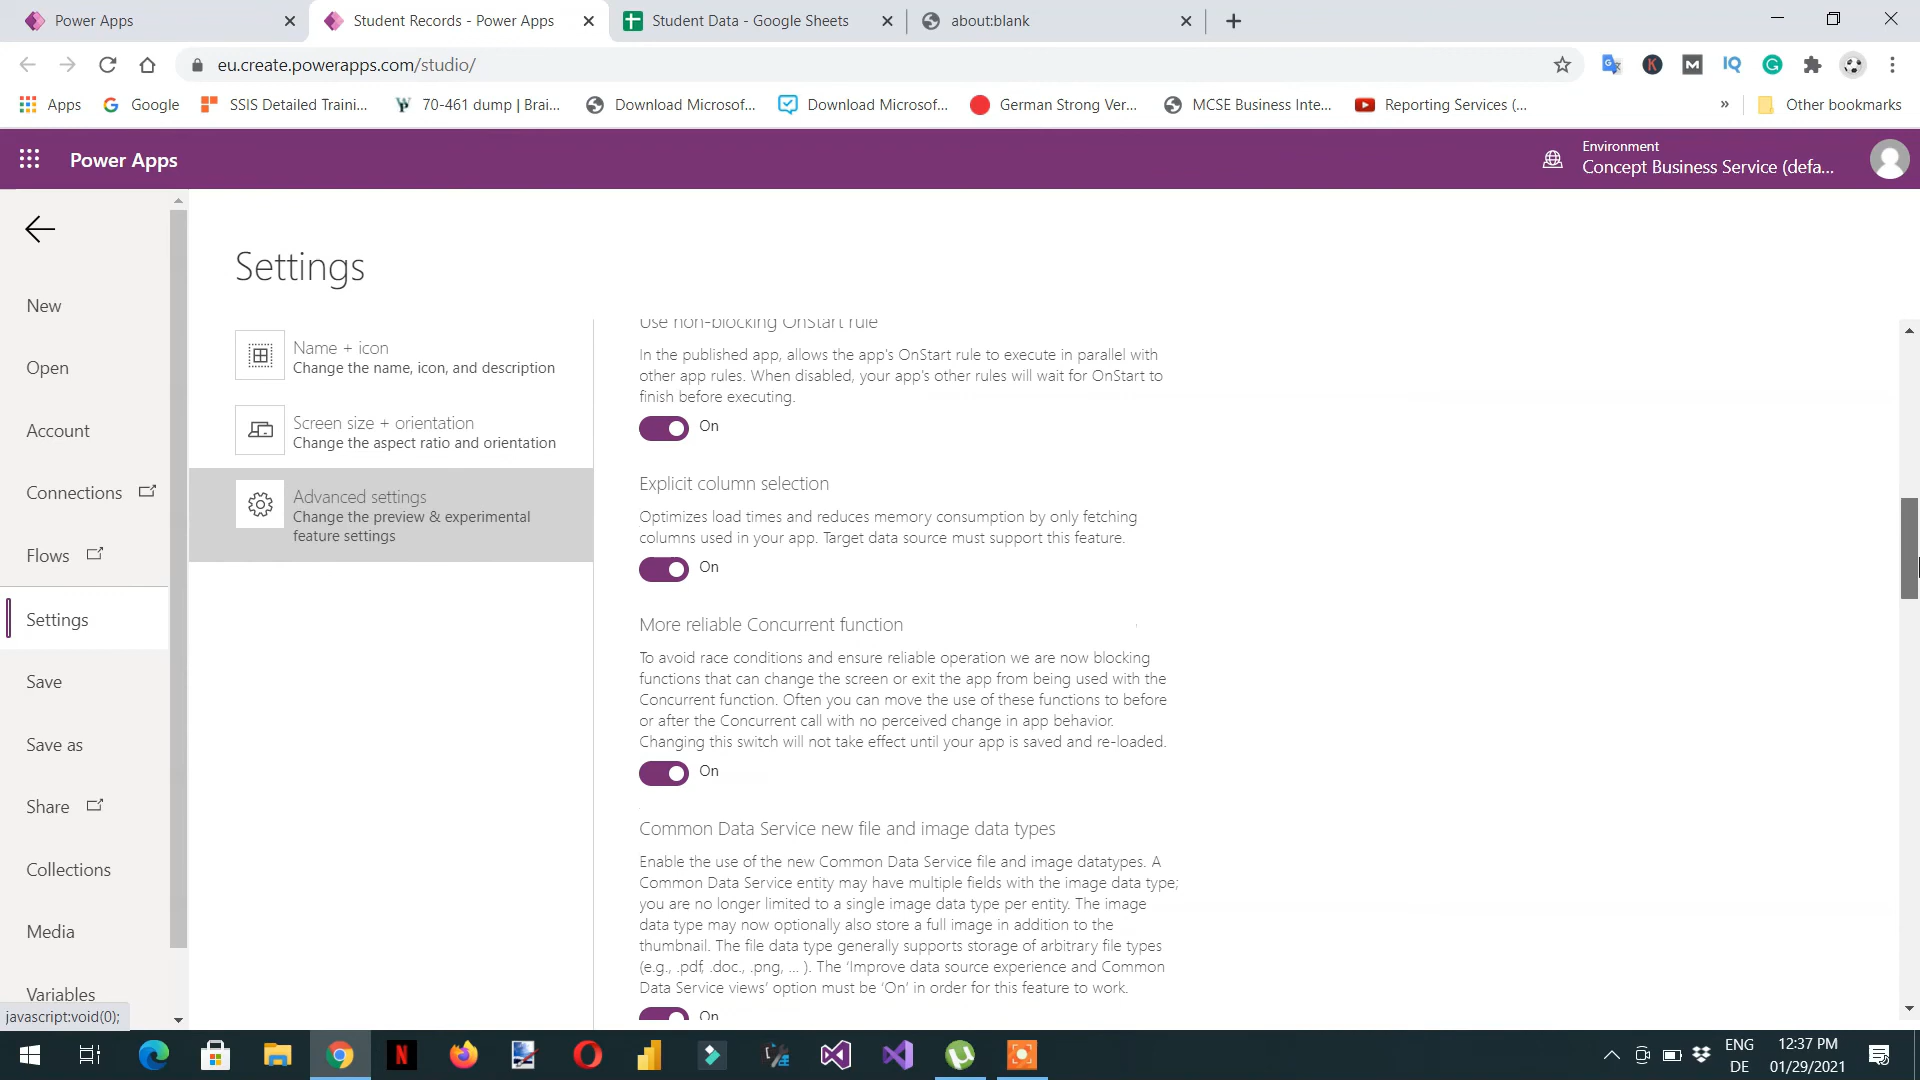 Power Apps
Student Records - Power Apps
Student Data - Google Sheets
about:blank
eu.create.powerapps.com/studio/
Apps
Google
SSIS Detailed Traini...
70-461 dump | Brai...
Download Microsof...
Download Microsof...
German Strong Ver...
MCSE Business Inte...
Reporting Services (...
»
Other bookmarks
Power Apps
Environment
Concept Business Service (defa...
New
Open
Account
Connections
Flows
Settings
Save
Save as
Share
Collections
Media
Variables
javascript:void(0);
Settings
Name + icon
Change the name, icon, and description
Screen size + orientation
Change the aspect ratio and orientation
Advanced settings
Change the preview & experimental
feature settings
Use non-blocking OnStart rule
In the published app, allows the app's OnStart rule to execute in parallel with
other app rules. When disabled, your app's other rules will wait for OnStart to
finish before executing.
On
Explicit column selection
Optimizes load times and reduces memory consumption by only fetching
columns used in your app. Target data source must support this feature.
On
More reliable Concurrent function
To avoid race conditions and ensure reliable operation we are now blocking
functions that can change the screen or exit the app from being used with the
Concurrent function. Often you can move the use of these functions to before
or after the Concurrent call with no perceived change in app behavior.
Changing this switch will not take effect until your app is saved and re-loaded.
On
Common Data Service new file and image data types
Enable the use of the new Common Data Service file and image datatypes. A
Common Data Service entity may have multiple fields with the image data type;
you are no longer limited to a single image data type per entity. The image
data type may now optionally also store a full image in addition to the
thumbnail. The file data type generally supports storage of arbitrary file types
(e.g., .pdf, .doc., .png, ... ). The 'Improve data source experience and Common
Data Service views' option must be 'On' in order for this feature to work.
On
ENG
DE
12:37 PM
01/29/2021